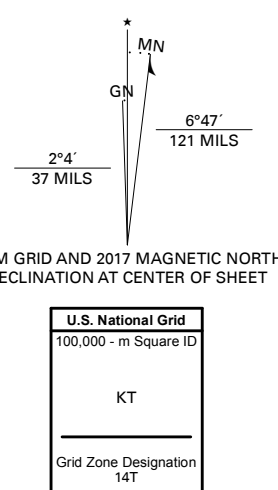 MN
GN
6°47´
121 MILS
2°4´
37 MILS
M GRID AND 2017 MAGNETIC NORTH
ECLINATION AT CENTER OF SHEET
U.S. National Grid
100,000 - m Square ID
KT
Grid Zone Designation
14T